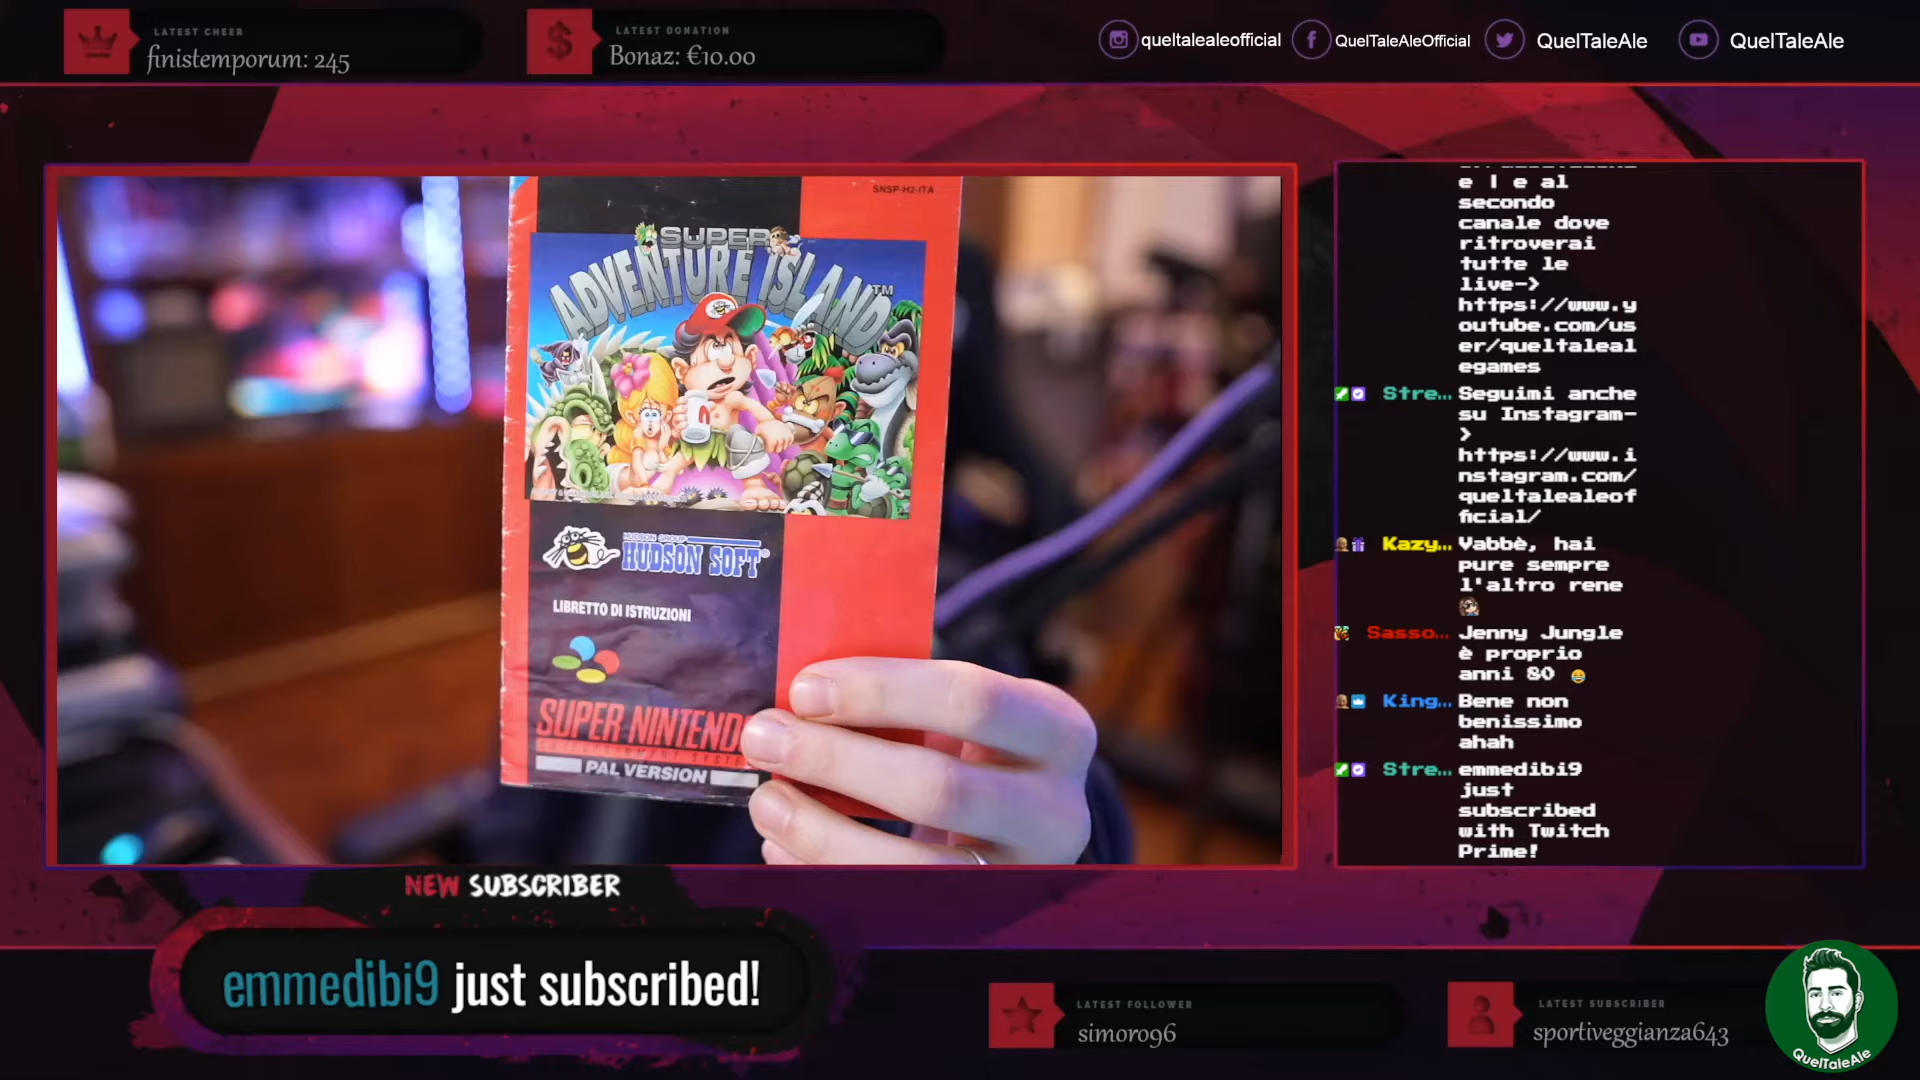 LATEST CHEER
finistemporum: 245
LATEST DONATION
Bonaz: €10.00
queltalealeofficial
QuelTaleAleOfficial
QuelTaleAle
QuelTaleAle
SNSP-H2-ITA
SUPER
ADVENTURE ISLAND™
HUDSON GROUP
HUDSON SOFT®
LIBRETTO DI ISTRUZIONI
SUPER NINTENDO
PAL VERSION
e | e al
secondo
canale dove
ritroverai
tutte le
live->
https://www.y
outube.com/us
er/queltaleal
egames
Stre... Seguimi anche
su Instagram-
>
https://www.i
nstagram.com/
queltalealeof
ficial/
Kazy... Vabbè, hai
pure sempre
l'altro rene
Sasso... Jenny Jungle
è proprio
anni 80 😂
King... Bene non
benissimo
ahah
Stre... emmedibi9
just
subscribed
with Twitch
Prime!
NEW SUBSCRIBER
emmedibi9 just subscribed!
LATEST FOLLOWER
simoro96
LATEST SUBSCRIBER
sportiveggianza643
QuelTaleAle